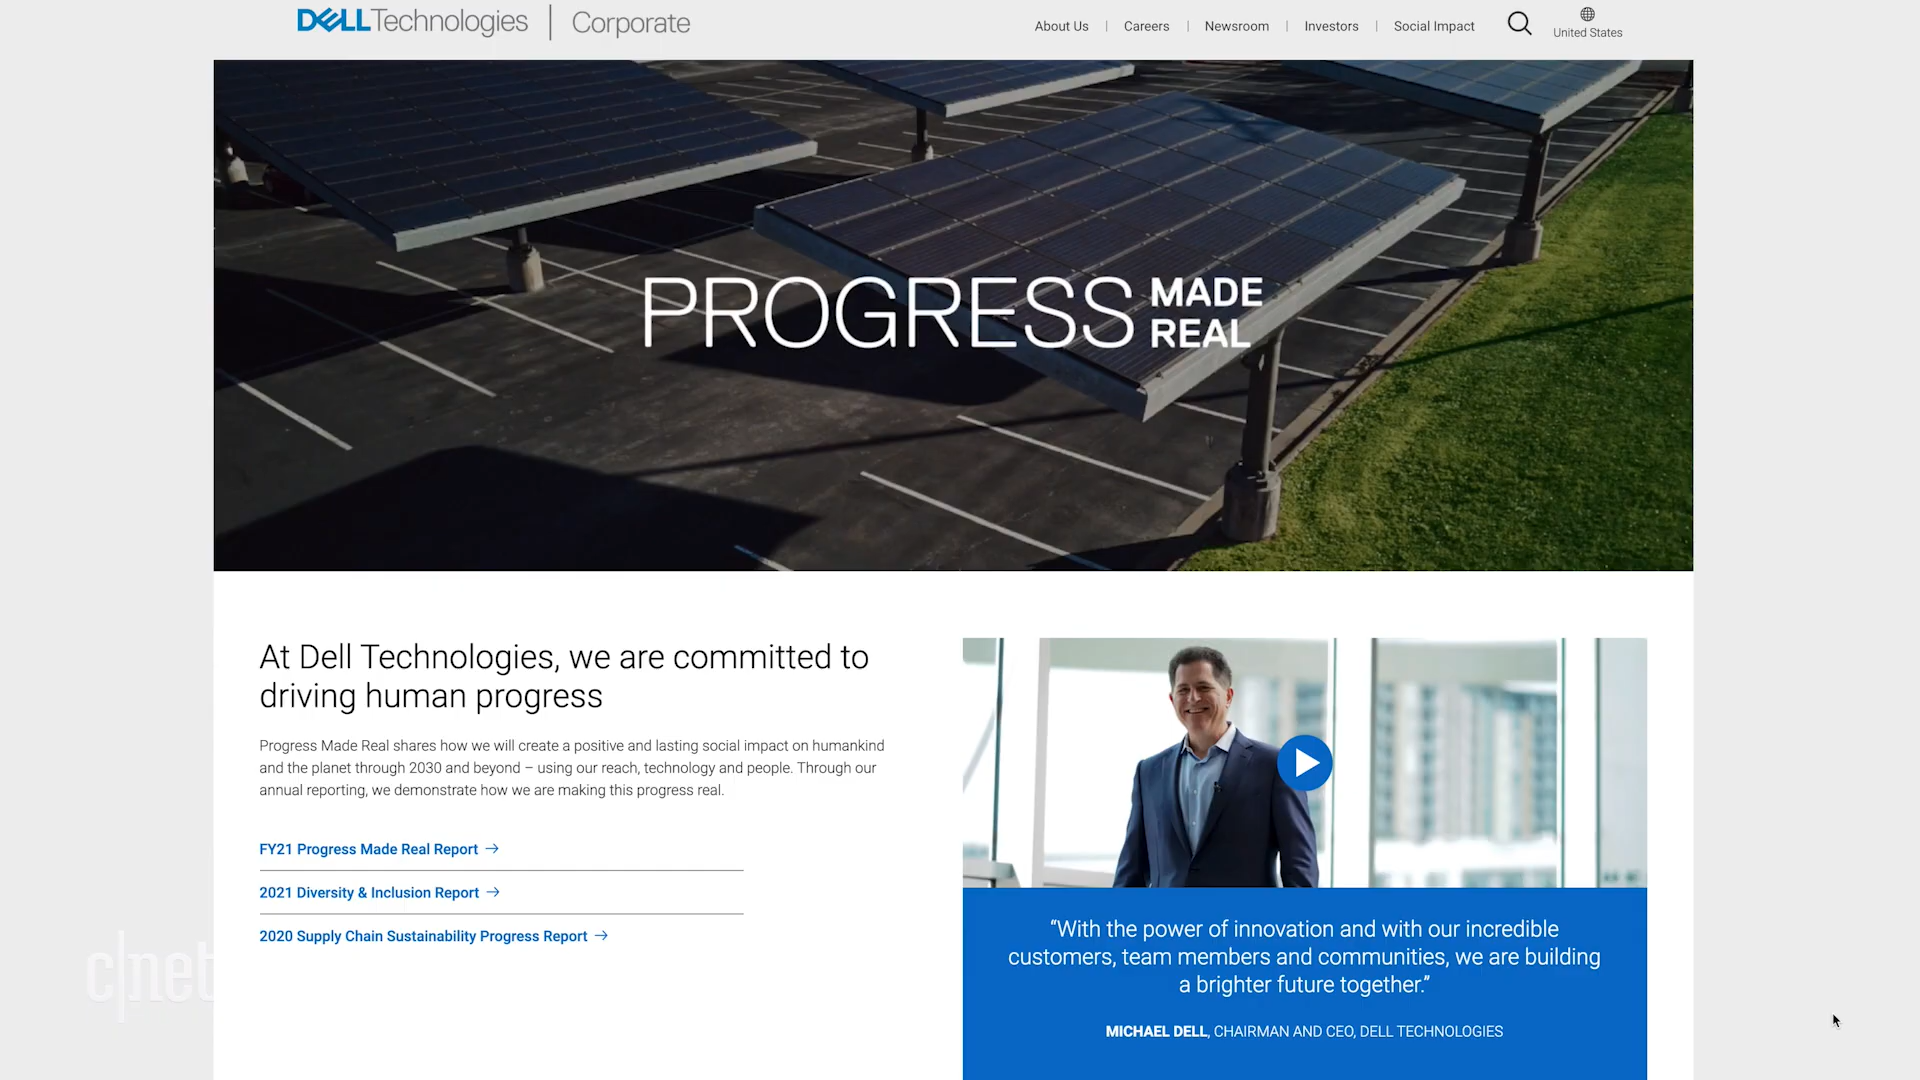 DELLTechnologies | Corporate
About Us | Careers | Newsroom | Investors | Social Impact
United States
PROGRESS MADE REAL
At Dell Technologies, we are committed to
driving human progress
Progress Made Real shares how we will create a positive and lasting social impact on humankind
and the planet through 2030 and beyond – using our reach, technology and people. Through our
annual reporting, we demonstrate how we are making this progress real.
FY21 Progress Made Real Report →
2021 Diversity & Inclusion Report →
2020 Supply Chain Sustainability Progress Report →
“With the power of innovation and with our incredible
customers, team members and communities, we are building
a brighter future together.”
MICHAEL DELL, CHAIRMAN AND CEO, DELL TECHNOLOGIES
c|net